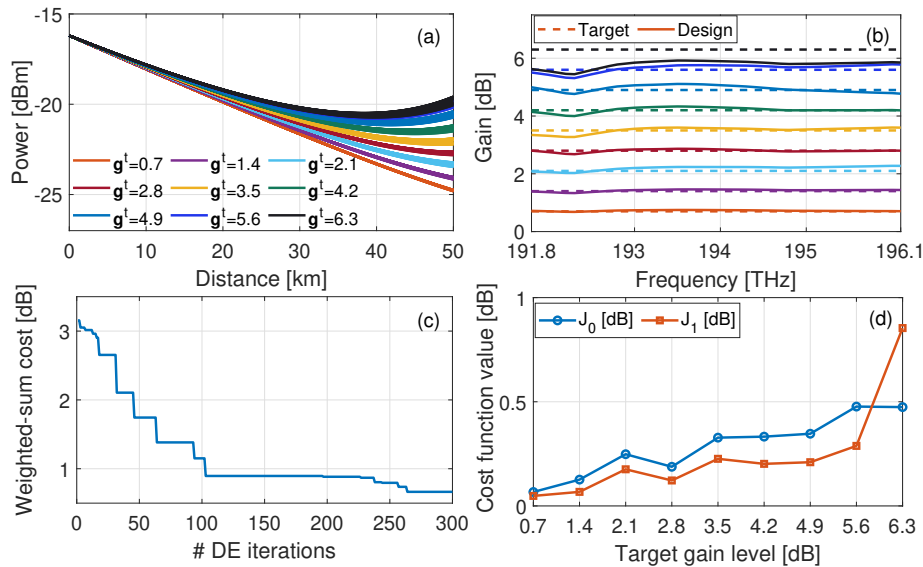 -15
-20
-25
Power [dBm]
(a)
g^t=0.7 g^t=1.4 g^t=2.1
g^t=2.8 g^t=3.5 g^t=4.2
g^t=4.9 g^t=5.6 g^t=6.3
0 10 20 30 40 50
Distance [km]
Target Design
(b)
6
4
2
0
Gain [dB]
191.8 193 194 195 196.1
Frequency [THz]
(c)
3
2
1
Weighted-sum cost [dB]
0 50 100 150 200 250 300
# DE iterations
J_0 [dB] J_1 [dB]
(d)
1
0.5
0
Cost function value [dB]
0.7 1.4 2.1 2.8 3.5 4.2 4.9 5.6 6.3
Target gain level [dB]